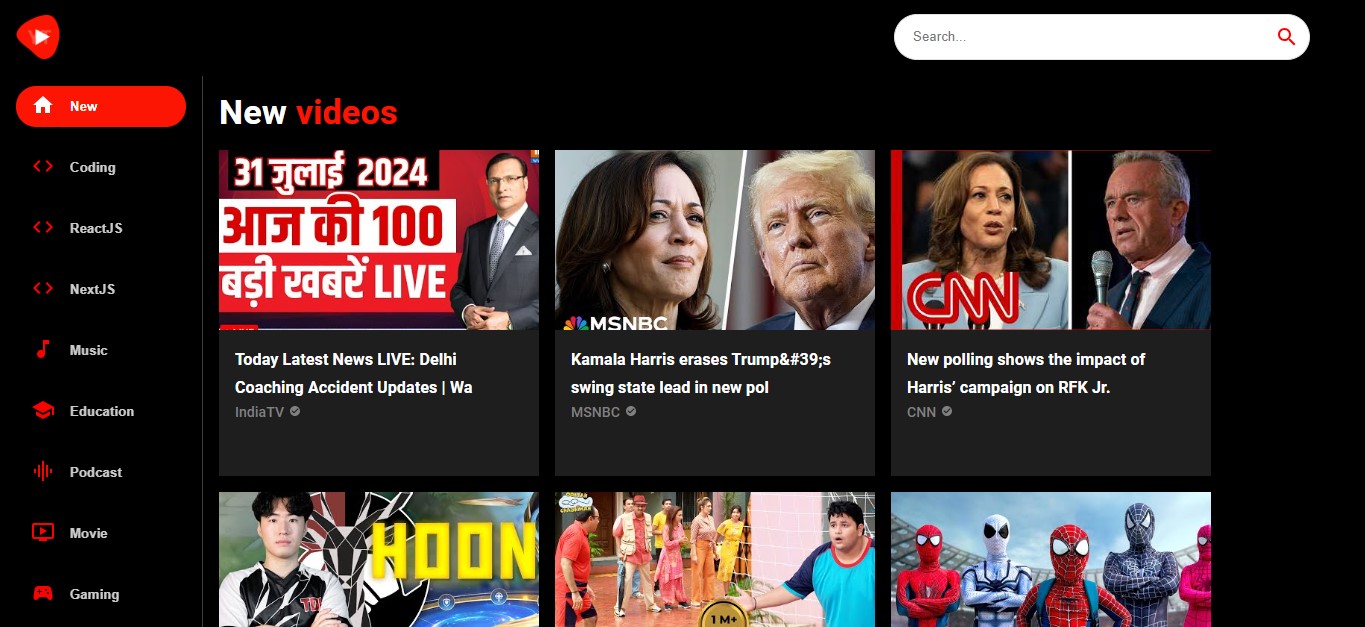 Search...
New
Coding
ReactJS
NextJS
Music
Education
Podcast
Movie
Gaming
New videos
31 जुलाई 2024
आज की 100
बड़ी खबरें LIVE
Today Latest News LIVE: Delhi
Coaching Accident Updates | Wa
IndiaTV
MSNBC
Kamala Harris erases Trump&#39;s
swing state lead in new pol
MSNBC
CNN
New polling shows the impact of
Harris’ campaign on RFK Jr.
CNN
HOON
1 M+